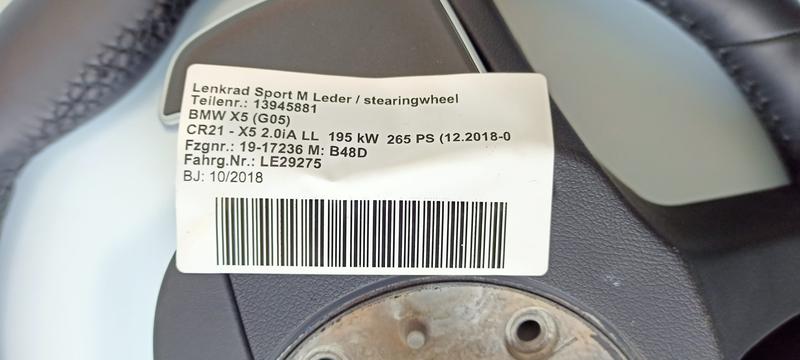 Lenkrad Sport M Leder / stearingwheel
Teilenr.: 13945881
BMW X5 (G05)
CR21 - X5 2.0iA LL 195 kW 265 PS (12.2018-0
Fzgnr.: 19-17236 M: B48D
Fahrg.Nr.: LE29275
BJ: 10/2018